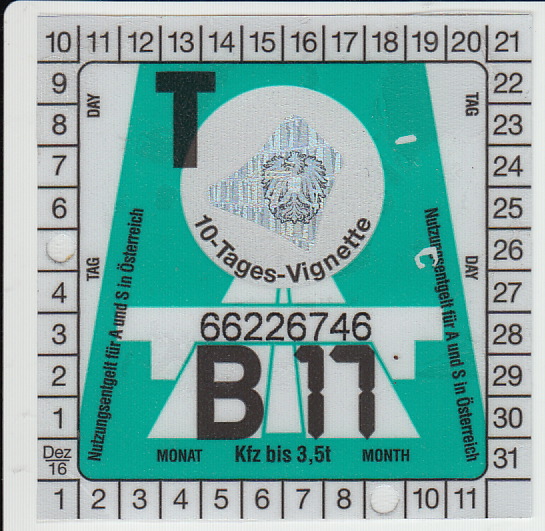 10 11 12 13 14 15 16 17 18 19 20 21
9 22
8 DAY TAG 23
T
7 24
6 25
26
4 TAG DAY 27
10-Tages-Vignette
Nutzungsentgelt für A und S in Österreich
Nutzungsentgelt für A und S in Österreich
3 66226746 28
2 29
B 17
1 30
Dez
16
MONAT Kfz bis 3,5t MONTH 31
1 2 3 4 5 6 7 8 10 11